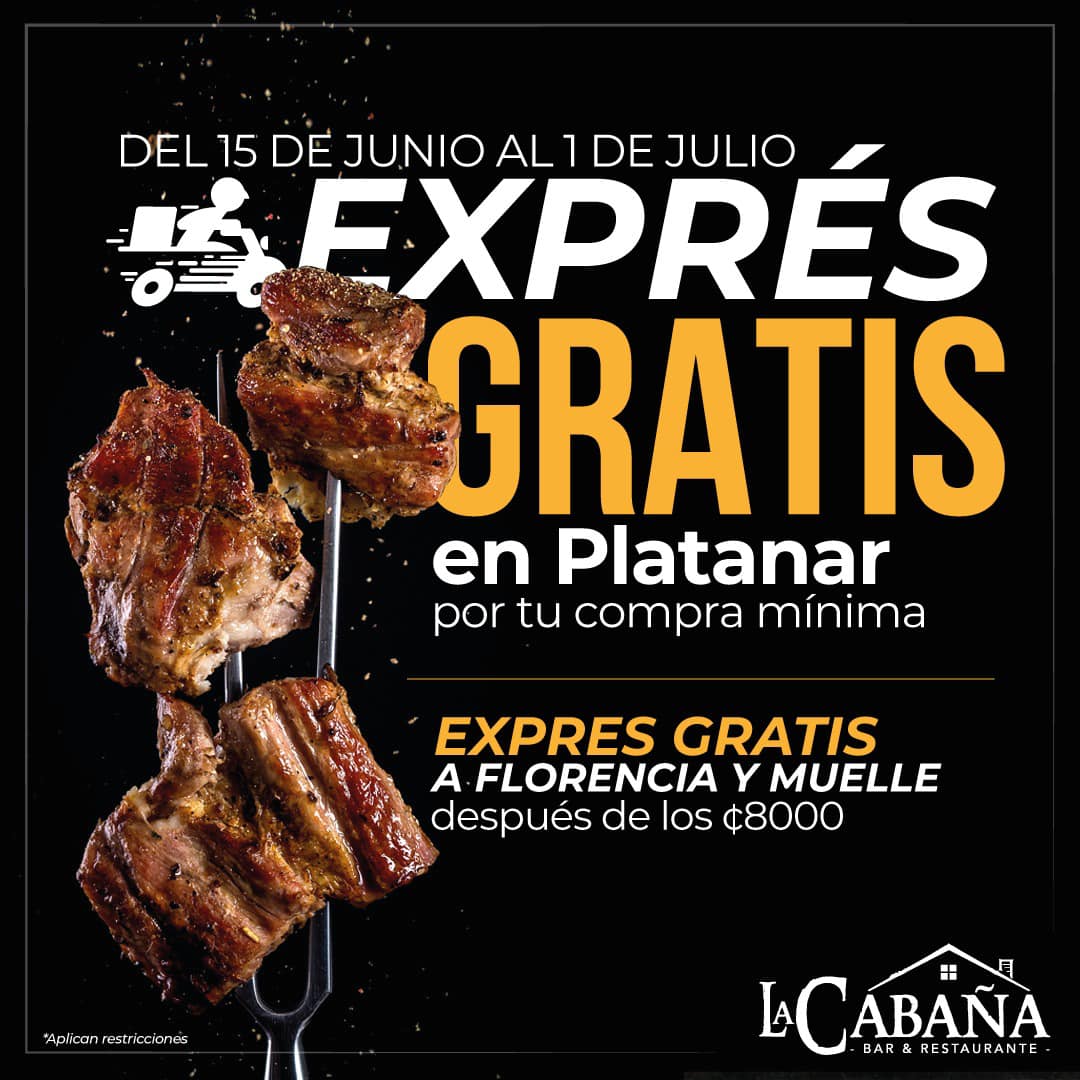 DEL 15 DE JUNIO AL 1 DE JULIO
EXPRÉS
GRATIS
en Platanar
por tu compra mínima
EXPRES GRATIS
A FLORENCIA Y MUELLE
después de los ¢8000
LA CABAÑA
- BAR & RESTAURANTE -
*Aplican restricciones